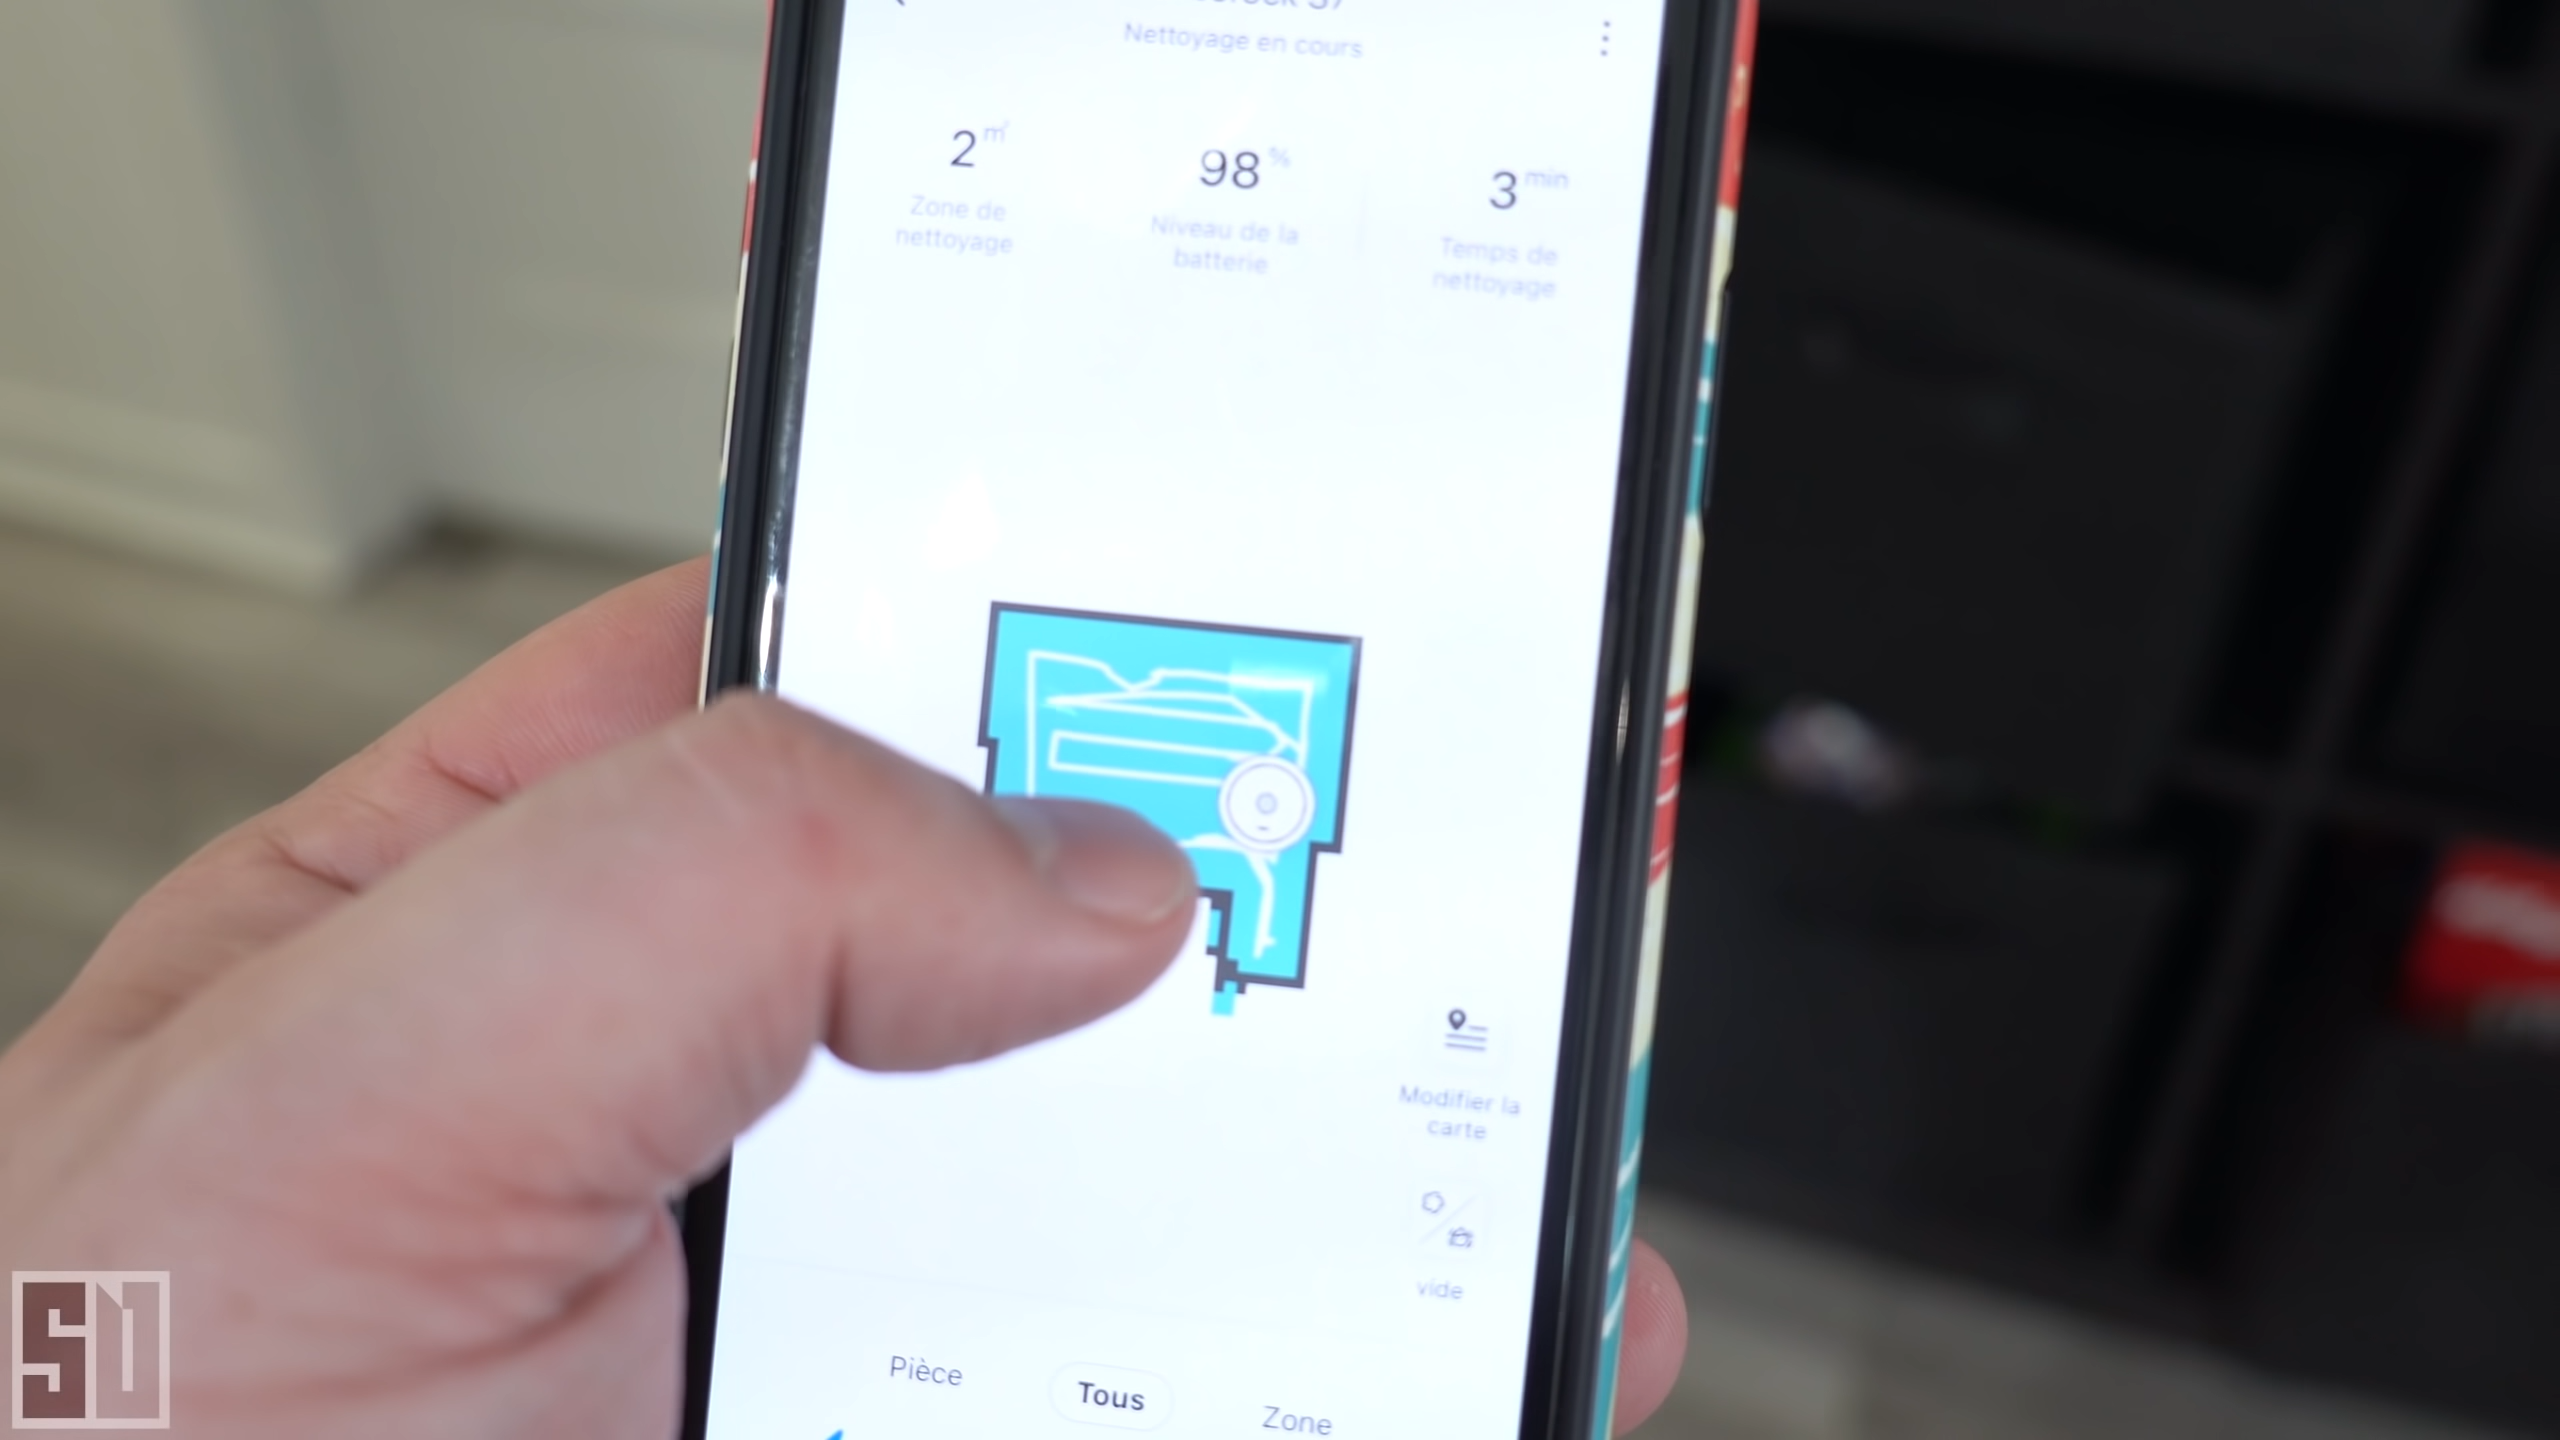 S7
Nettoyage en cours
2 m²
98 %
3 min
Zone de
nettoyage
Niveau de la
batterie
Temps de
nettoyage
Modifier la
carte
vide
Pièce
Tous
Zone